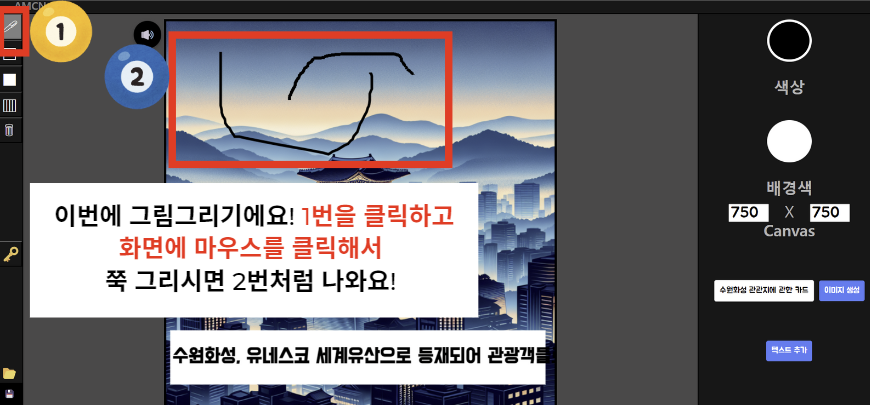 AMCN
1
2
색상
배경색
750 X 750
Canvas
이번에 그림그리기에요! 1번을 클릭하고
화면에 마우스를 클릭해서
쭉 그리시면 2번처럼 나와요!
수원화성 관관지에 관한 카드
이미지 생성
텍스트 추가
수원화성, 유네스코 세계유산으로 등재되어 관광객들